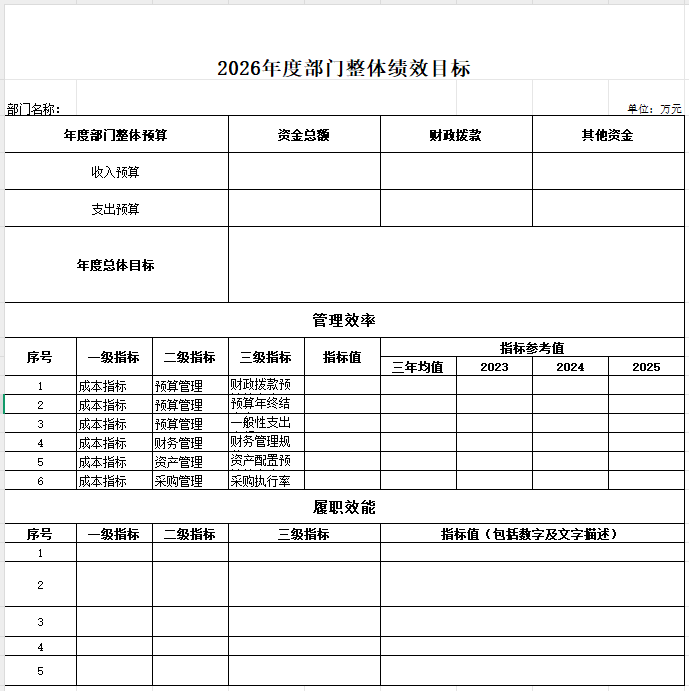 2026年度部门整体绩效目标
部门名称： 单位：万元
年度部门整体预算 资金总额 财政拨款 其他资金
收入预算
支出预算
年度总体目标
管理效率
序号 一级指标 二级指标 三级指标 指标值 指标参考值
三年均值 2023 2024 2025
1 成本指标 预算管理 财政拨款预
2 成本指标 预算管理 预算年终结
3 成本指标 预算管理 一般性支出
4 成本指标 财务管理 财务管理规
5 成本指标 资产管理 资产配置预
6 成本指标 采购管理 采购执行率
履职效能
序号 一级指标 二级指标 三级指标 指标值（包括数字及文字描述）
1
2
3
4
5